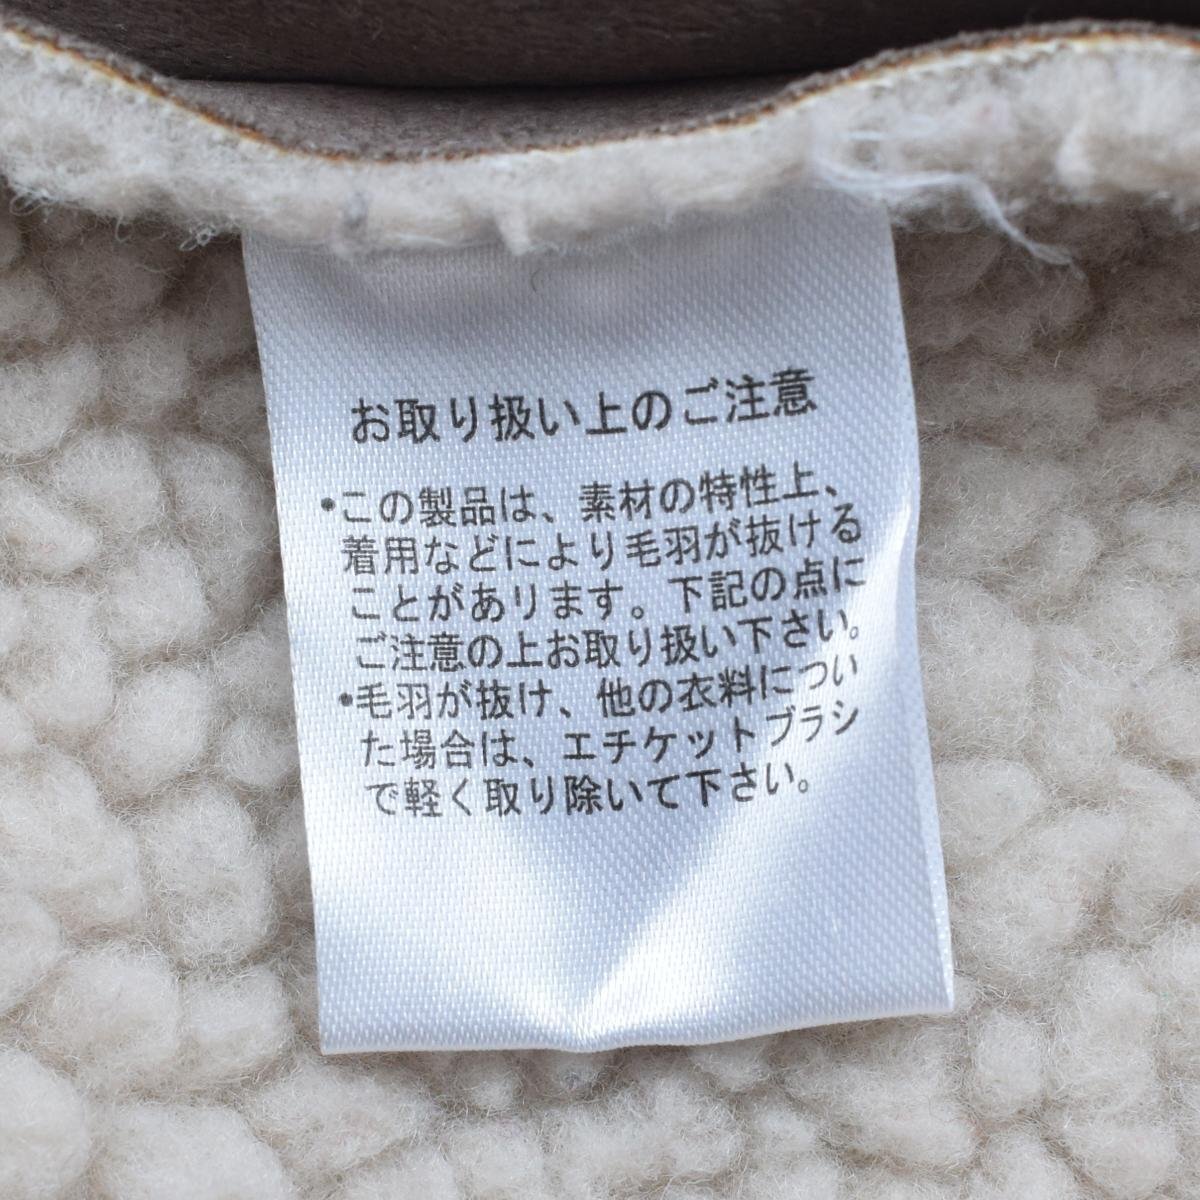 お取り扱い上のご注意
•この製品は、素材の特性上、
着用などにより毛羽が抜ける
ことがあります。下記の点に
ご注意の上お取り扱い下さい。
•毛羽が抜け、他の衣料につい
た場合は、エチケットブラシ
で軽く取り除いて下さい。